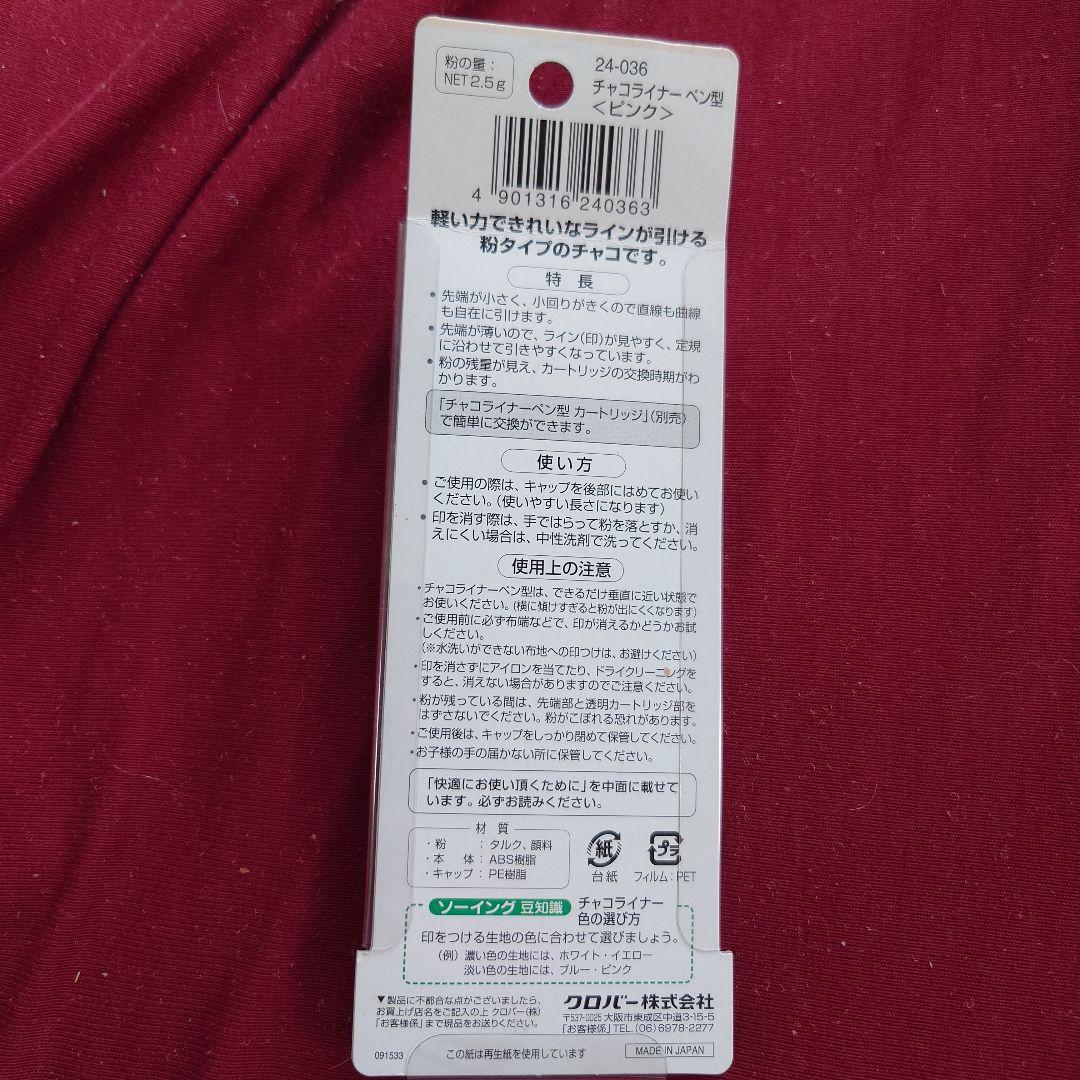 粉の量：
NET2.5g
24-036
チャコライナー ペン型
＜ピンク＞
4 901316 240363
軽い力できれいなラインが引ける
粉タイプのチャコです。
特 長
・先端が小さく、小回りがきくので直線も曲線
も自在に引けます。
・先端が薄いので、ライン(印)が見やすく、定規
に沿わせて引きやすくなっています。
・粉の残量が見え、カートリッジの交換時期がわ
かります。
「チャコライナーペン型 カートリッジ」(別売)
で簡単に交換ができます。
使い方
・ご使用の際は、キャップを後部にはめてお使い
ください。(使いやすい長さになります)
・印を消す際は、手ではらって粉を落とすか、消
えにくい場合は、中性洗剤で洗ってください。
使用上の注意
・チャコライナーペン型は、できるだけ垂直に近い状態で
お使いください。(横に傾けすぎると粉が出にくくなります)
・ご使用前に必ず布端などで、印が消えるかどうかお試
しください。
(※水洗いができない布地への印つけは、お避けください)
・印を消さずにアイロンを当てたり、ドライクリーニングを
すると、消えない場合がありますのでご注意ください。
・粉が残っている間は、先端部と透明カートリッジ部を
はずさないでください。粉がこぼれる恐れがあります。
・ご使用後は、キャップをしっかり閉めて保管してください。
・お子様の手の届かない所に保管してください。
「快適にお使い頂くために」を中面に載せて
います。必ずお読みください。
材 質
・粉 ：タルク、顔料
・本 体：ABS樹脂
・キャップ：PE樹脂
紙
台紙
プラ
フィルム：PET
ソーイング 豆知識
チャコライナー
色の選び方
印をつける生地の色に合わせて選びましょう。
(例) 濃い色の生地には、ホワイト・イエロー
淡い色の生地には、ブルー・ピンク
▼製品に不都合な点がございましたら、
お買上げ店名をご記入の上 クロバー(株)
「お客様係」まで現品をお送りください。
クロバー株式会社
〒537-0025 大阪市東成区中道3-15-5
「お客様係」TEL.(06)6978-2277
091533
この紙は再生紙を使用しています
MADE IN JAPAN